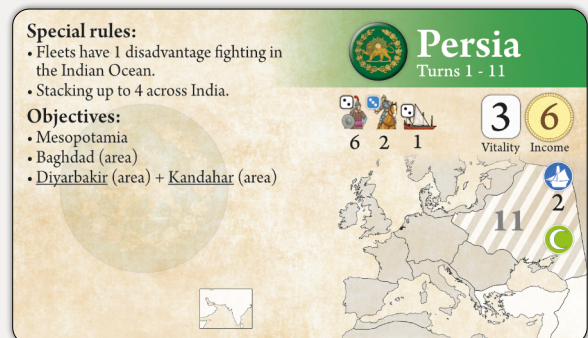 Special rules:
• Fleets have 1 disadvantage fighting in
the Indian Ocean.
• Stacking up to 4 across India.
Objectives:
• Mesopotamia
• Baghdad (area)
• Diyarbakir (area) + Kandahar (area)
Persia
Turns 1 - 11
6 2 1
3 6
Vitality Income
2
11